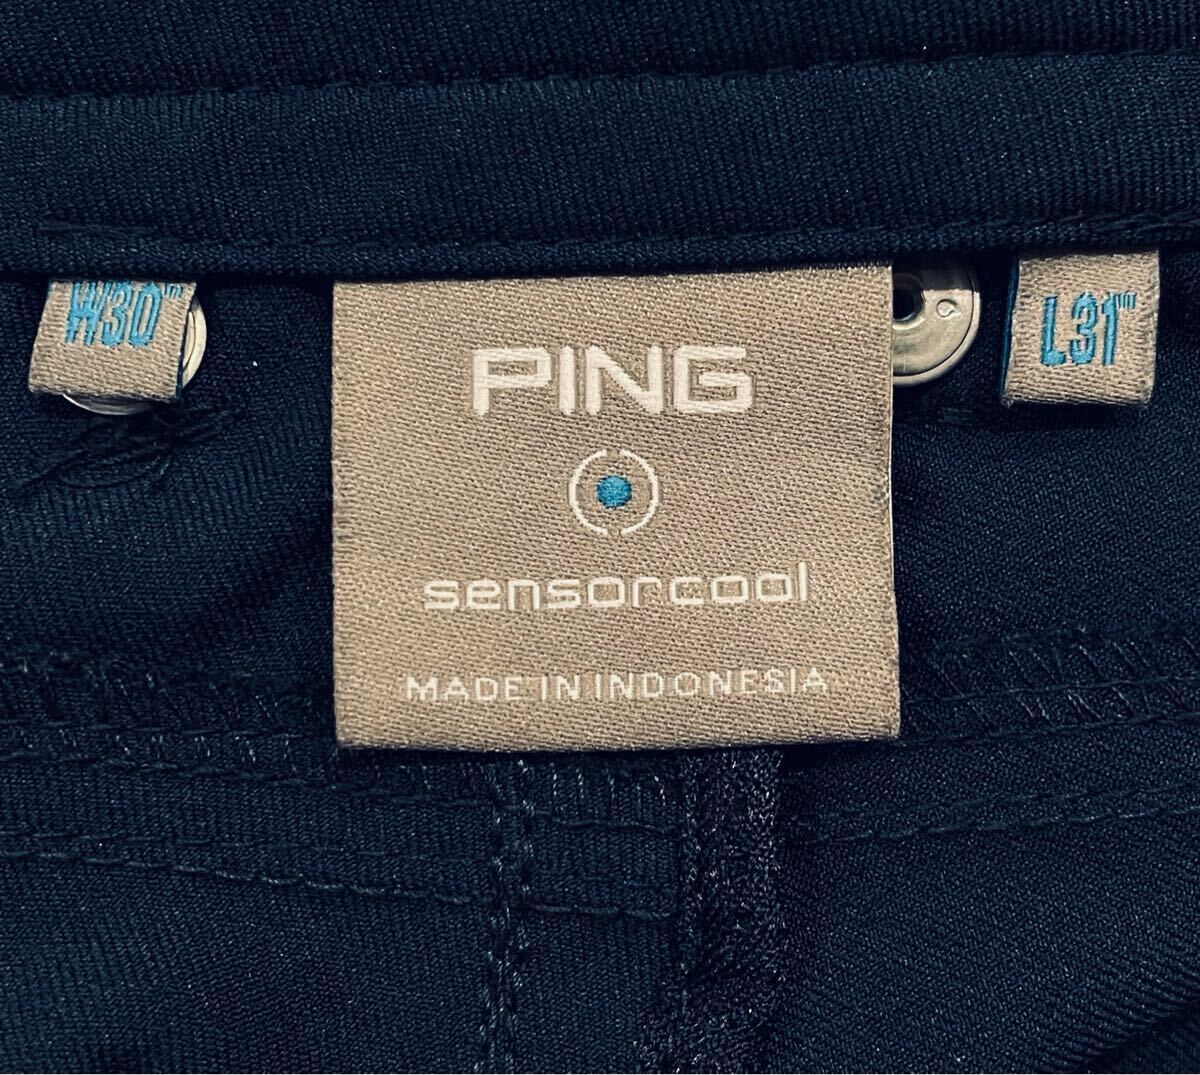 W30"
PING
sensorcool
MADE IN INDONESIA
L31"